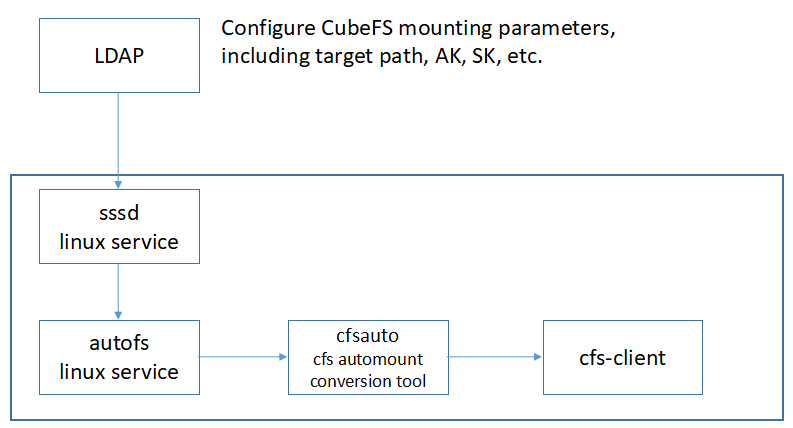 LDAP
Configure CubeFS mounting parameters,
including target path, AK, SK, etc.
sssd
linux service
autofs
linux service
cfsauto
cfs automount
conversion tool
cfs-client